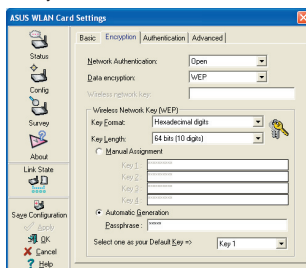 ASUS WLAN Card Settings
Status
Config
Survey
About
Link State
Save Configuration
Apply
OK
Cancel
Help
Basic Encryption Authentication Advanced
Network Authentication: Open
Data encryption: WEP
Wireless network key:
Wireless Network Key (WEP)
Key Format: Hexadecimal digits
Key Length: 64 bits (10 digits)
Manual Assignment
Key 1 **********
Key 2 **********
Key 3 **********
Key 4 **********
Automatic Generation
Passphrase: *****
Select one as your Default Key => Key 1